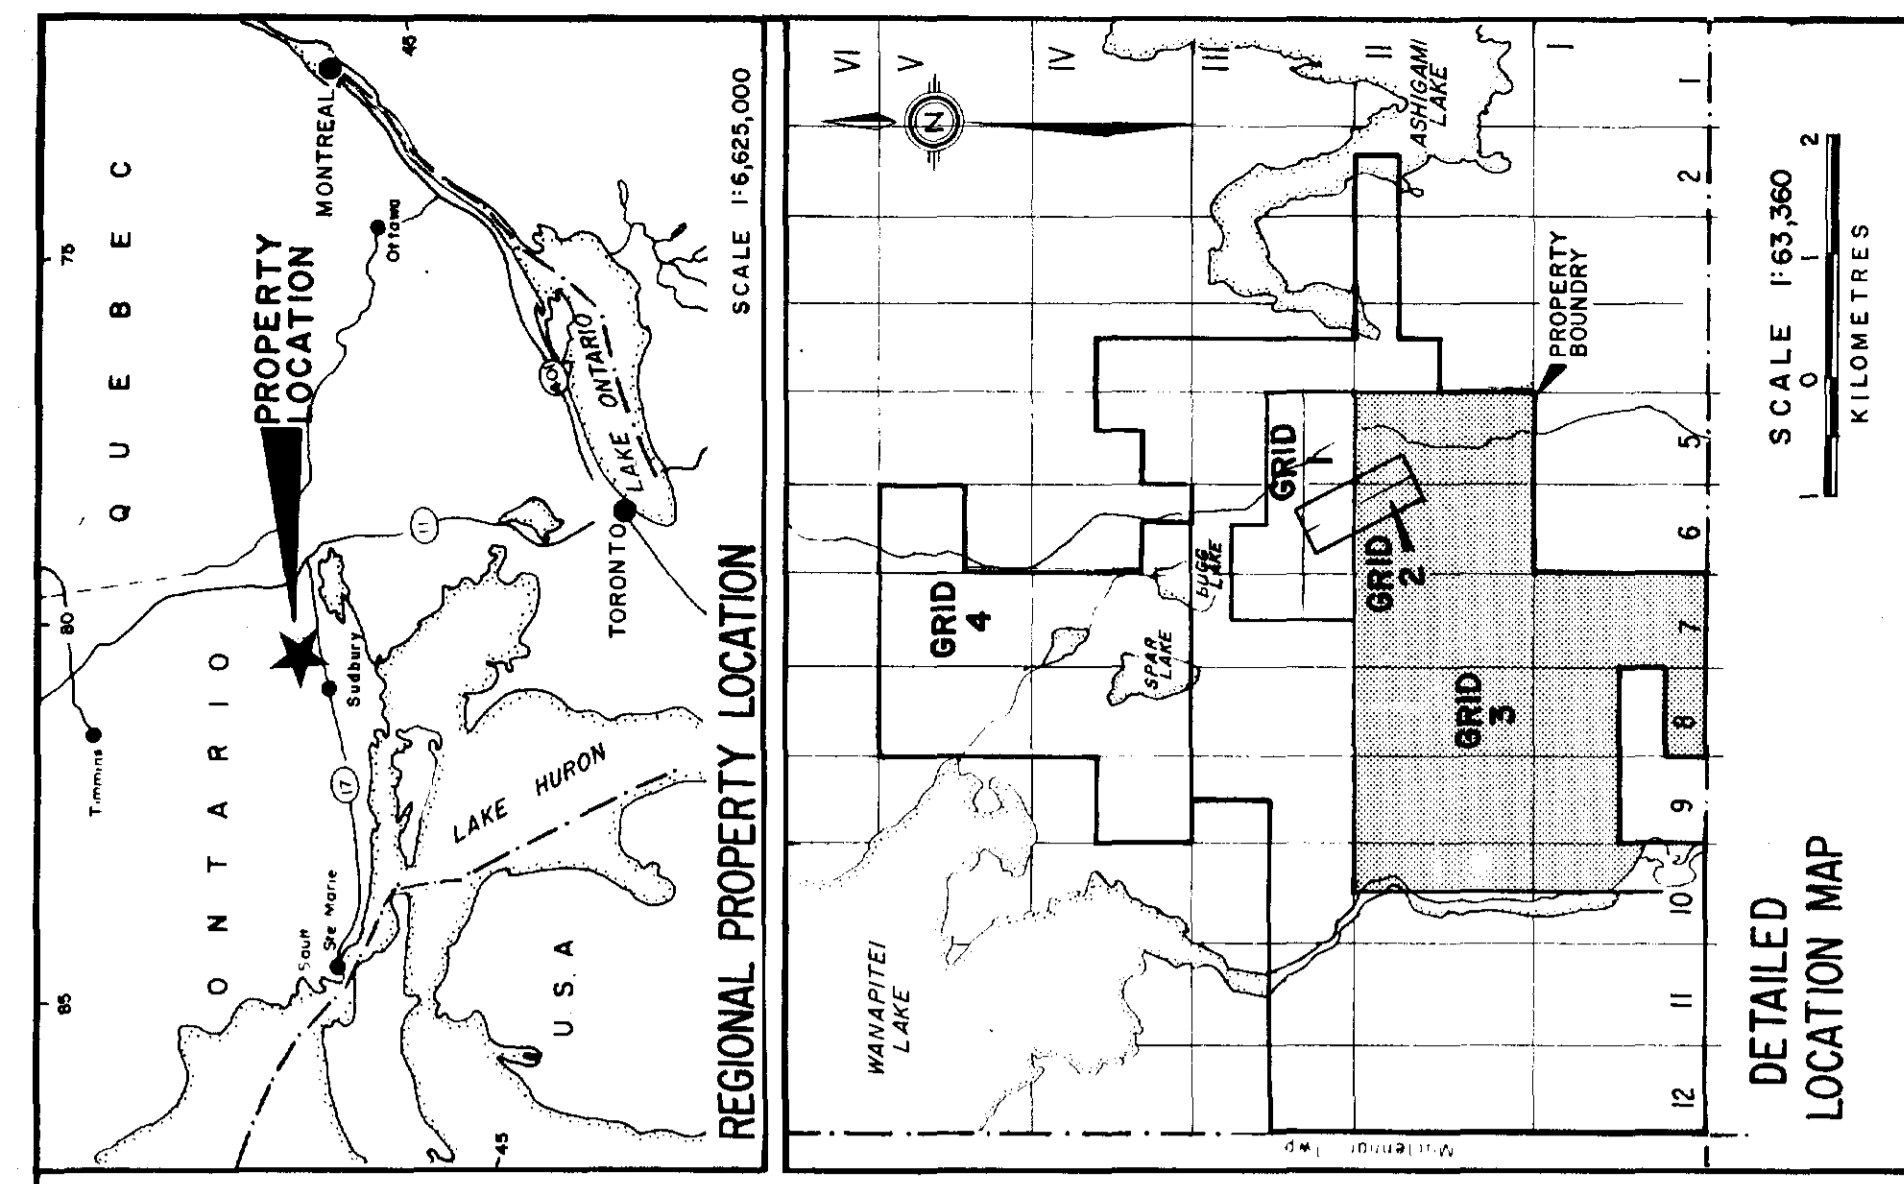 QUEBEC
ONTARIO
PROPERTY
LOCATION
75
80
85
45
45
MONTREAL
Ottawa
Timmins
Sudbury
Sault
Ste Marie
TORONTO
LAKE ONTARIO
LAKE HURON
U.S.A
401
11
17
SCALE 1:6,625,000
REGIONAL PROPERTY LOCATION
VI
V
IV
III
II
I
N
WANAPITEI
LAKE
ASHIGAMI
LAKE
BUGG
LAKE
SPAR
LAKE
GRID
1
GRID
2
GRID
3
GRID
4
PROPERTY
BOUNDRY
12
11
10
9
8
7
6
5
2
1
Twp
DETAILED
LOCATION MAP
SCALE 1:63,360
1 0 1 2
KILOMETRES